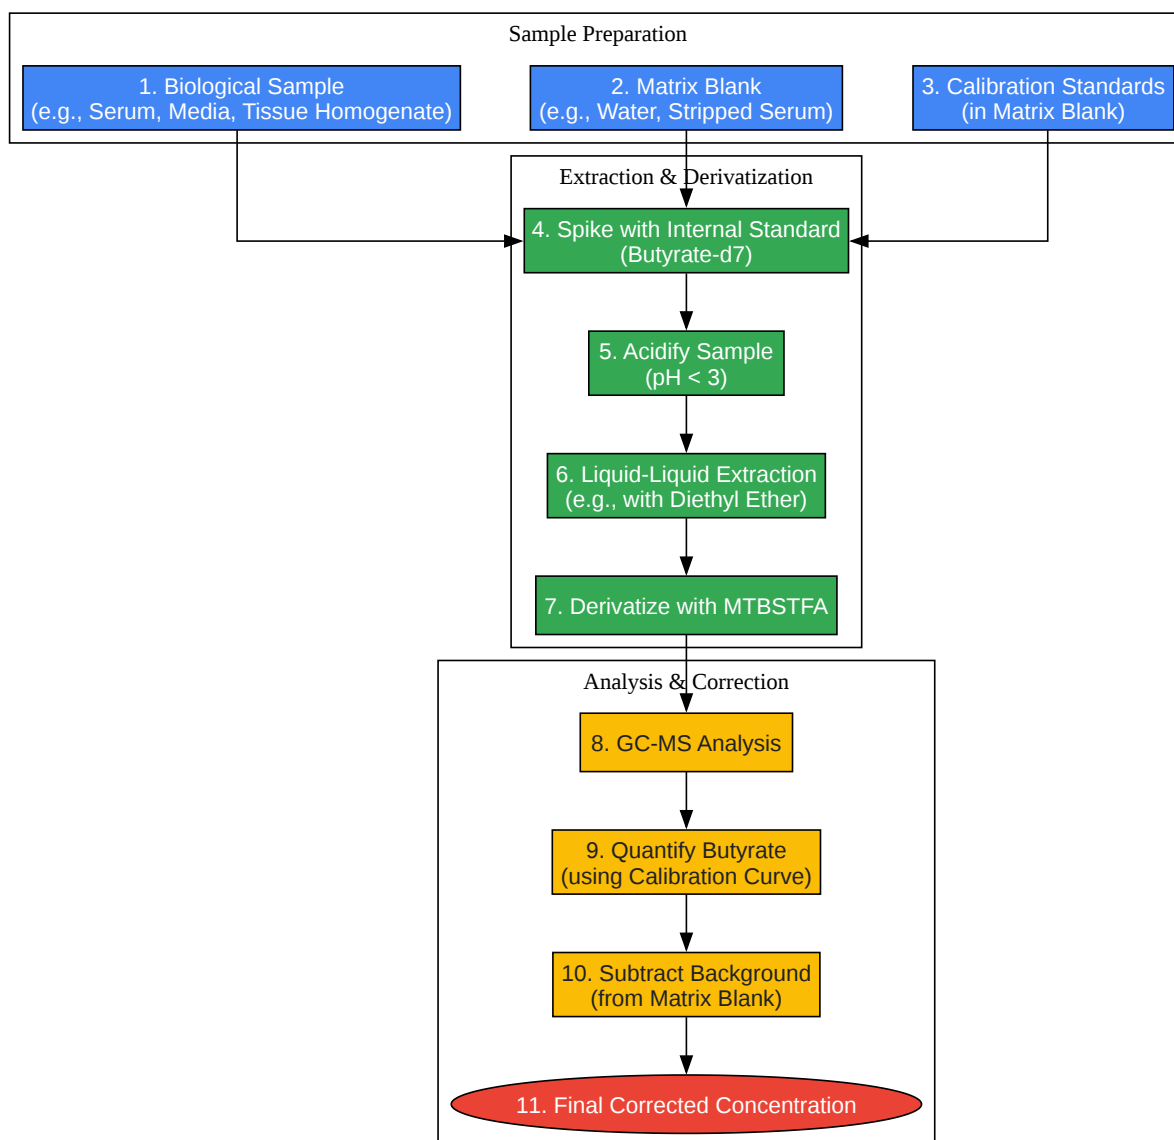 Sample Preparation
1. Biological Sample
(e.g., Serum, Media, Tissue Homogenate)
2. Matrix Blank
(e.g., Water, Stripped Serum)
3. Calibration Standards
(in Matrix Blank)
Extraction & Derivatization
4. Spike with Internal Standard
(Butyrate-d7)
5. Acidify Sample
(pH < 3)
6. Liquid-Liquid Extraction
(e.g., with Diethyl Ether)
7. Derivatize with MTBSTFA
Analysis & Correction
8. GC-MS Analysis
9. Quantify Butyrate
(using Calibration Curve)
10. Subtract Background
(from Matrix Blank)
11. Final Corrected Concentration